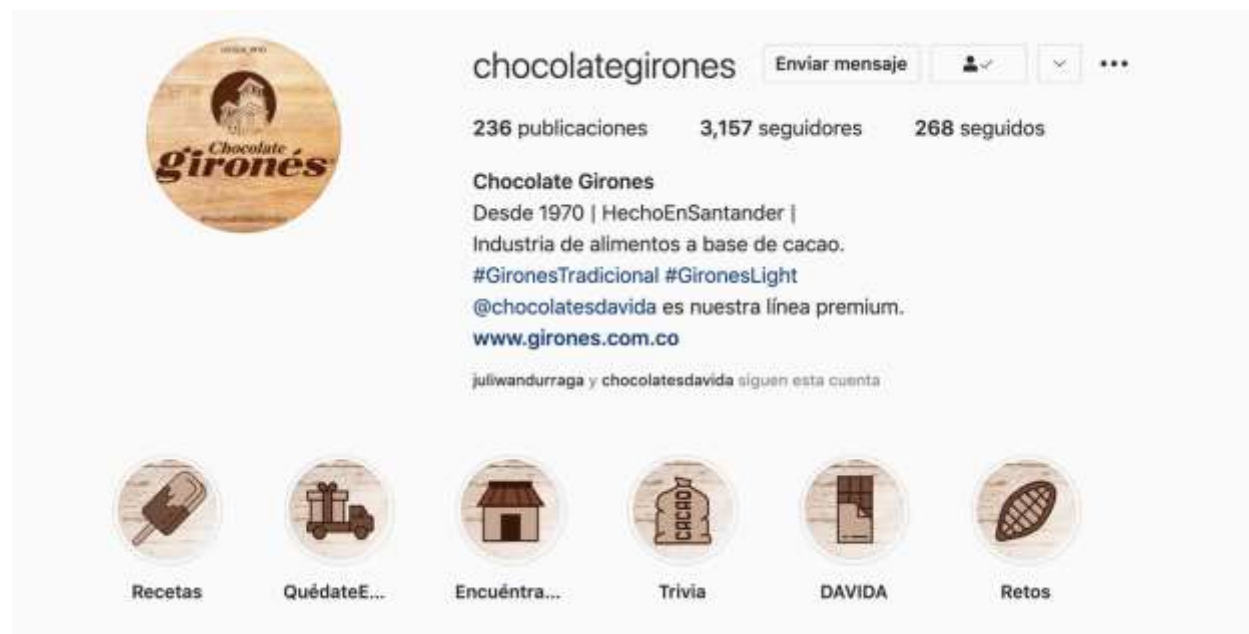 chocolategirones Enviar mensaje
236 publicaciones 3,157 seguidores 268 seguidos
Chocolate
gironés
Chocolate Girones
Desde 1970 | HechoEnSantander |
Industria de alimentos a base de cacao.
#GironesTradicional #GironesLight
@chocolatesdavida es nuestra línea premium.
www.girones.com.co
juliwandurraga y chocolatesdavida siguen esta cuenta
CACAO
Recetas QuédateE... Encuéntra... Trivia DAVIDA Retos